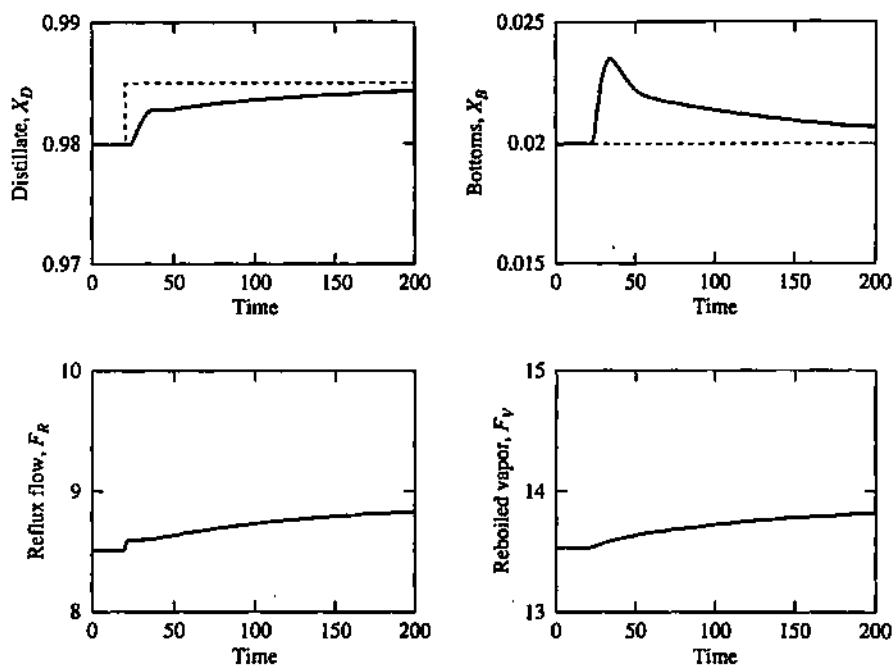 0.99
0.98
0.97
Distillate, X_D
0 50 100 150 200
Time
0.025
0.02
0.015
Bottoms, X_B
0 50 100 150 200
Time
10
9
8
Reflux flow, F_R
0 50 100 150 200
Time
15
14
13
Reboiled vapor, F_V
0 50 100 150 200
Time